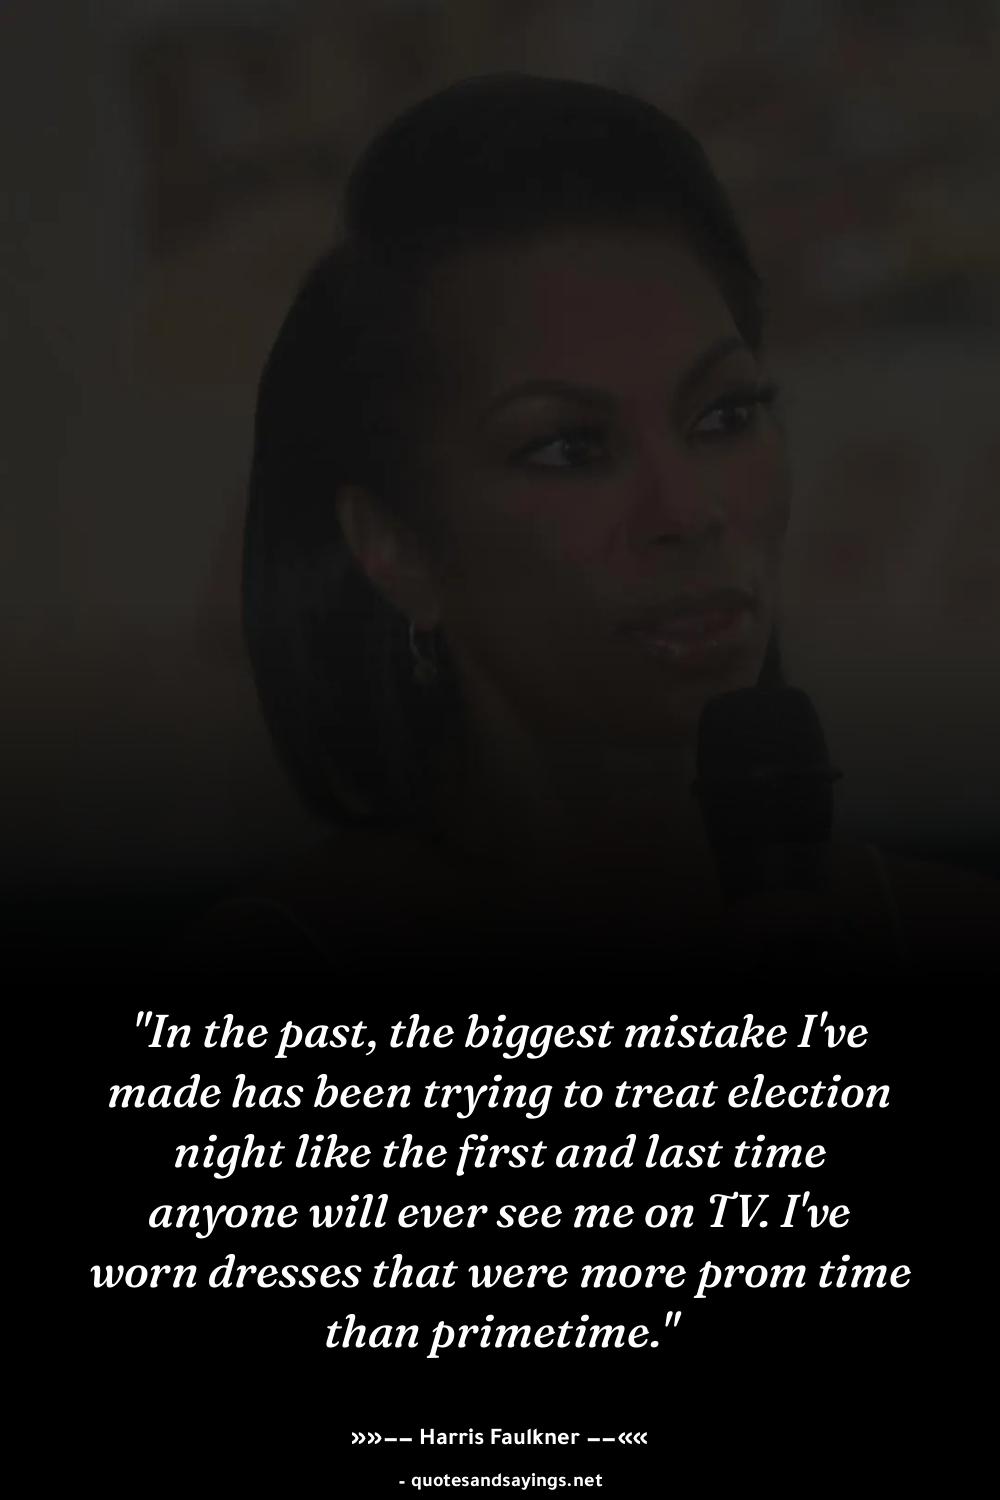 "In the past, the biggest mistake I've
made has been trying to treat election
night like the first and last time
anyone will ever see me on TV. I've
worn dresses that were more prom time
than primetime."
»»–– Harris Faulkner ––««
- quotesandsayings.net